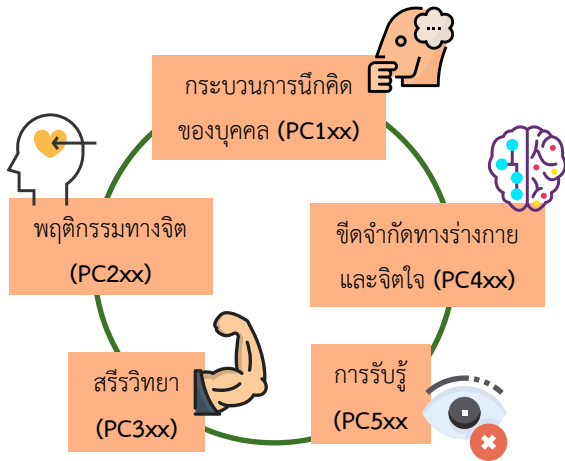 กระบวนการนึกคิด
ของบุคคล (PC1xx)
พฤติกรรมทางจิต
(PC2xx)
ขีดจำกัดทางร่างกาย
และจิตใจ (PC4xx)
สรีรวิทยา
(PC3xx)
การรับรู้
(PC5xx